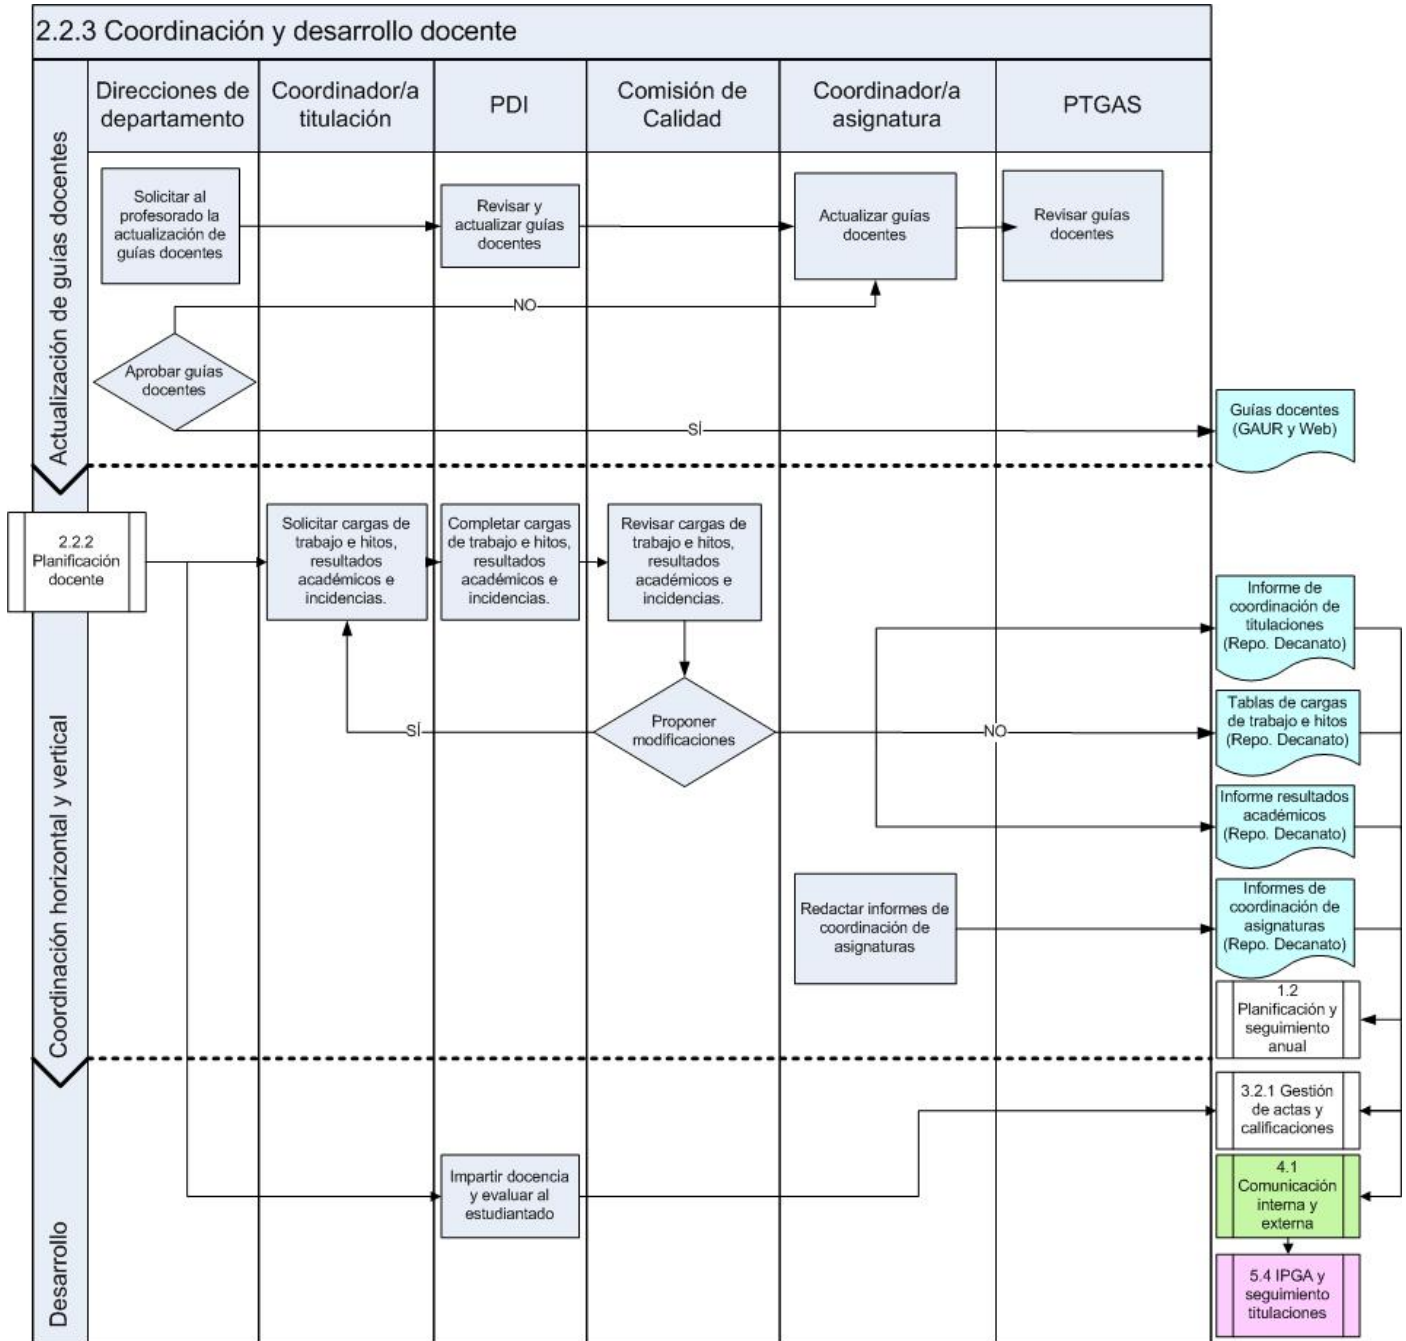 2.2.3 Coordinación y desarrollo docente
Direcciones de
departamento
Coordinador/a
titulación
PDI
Comisión de
Calidad
Coordinador/a
asignatura
PTGAS
Actualización de guías docentes
Solicitar al
profesorado la
actualización de
guías docentes
Revisar y
actualizar guías
docentes
Actualizar guías
docentes
Revisar guías
docentes
NO
Aprobar guías
docentes
SÍ
Guías docentes
(GAUR y Web)
Coordinación horizontal y vertical
2.2.2
Planificación
docente
Solicitar cargas de
trabajo e hitos,
resultados
académicos e
incidencias.
Completar cargas
de trabajo e hitos,
resultados
académicos e
incidencias.
Revisar cargas de
trabajo e hitos,
resultados
académicos e
incidencias.
Informe de
coordinación de
titulaciones
(Repo. Decanato)
SÍ
Proponer
modificaciones
NO
Tablas de cargas
de trabajo e hitos
(Repo. Decanato)
Informe resultados
académicos
(Repo. Decanato)
Redactar informes de
coordinación de
asignaturas
Informes de
coordinación de
asignaturas
(Repo. Decanato)
1.2
Planificación y
seguimiento
anual
Desarrollo
3.2.1 Gestión
de actas y
calificaciones
Impartir docencia
y evaluar al
estudiantado
4.1
Comunicación
interna y
externa
5.4 IPGA y
seguimiento
titulaciones